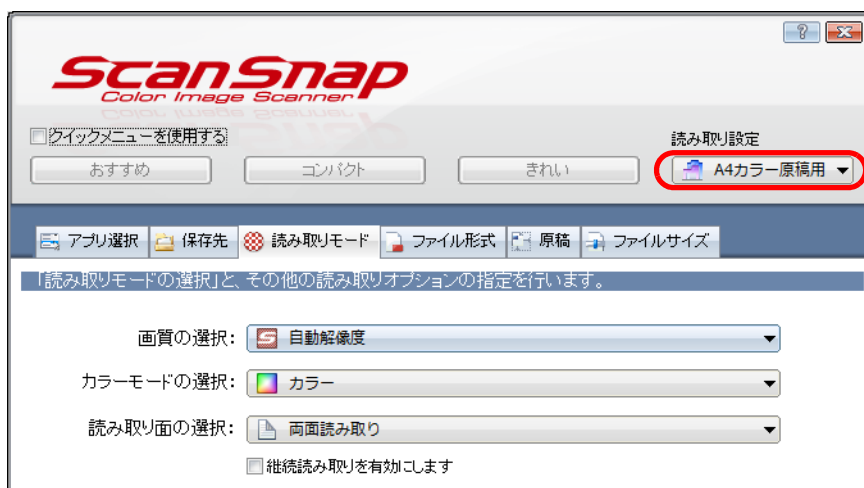 ScanSnap
Color Image Scanner
クイックメニューを使用する
読み取り設定
おすすめ
コンパクト
きれい
A4カラー原稿用
アプリ選択
保存先
読み取りモード
ファイル形式
原稿
ファイルサイズ
「読み取りモードの選択」と、その他の読み取りオプションの指定を行います。
画質の選択: 自動解像度
カラーモードの選択: カラー
読み取り面の選択: 両面読み取り
継続読み取りを有効にします